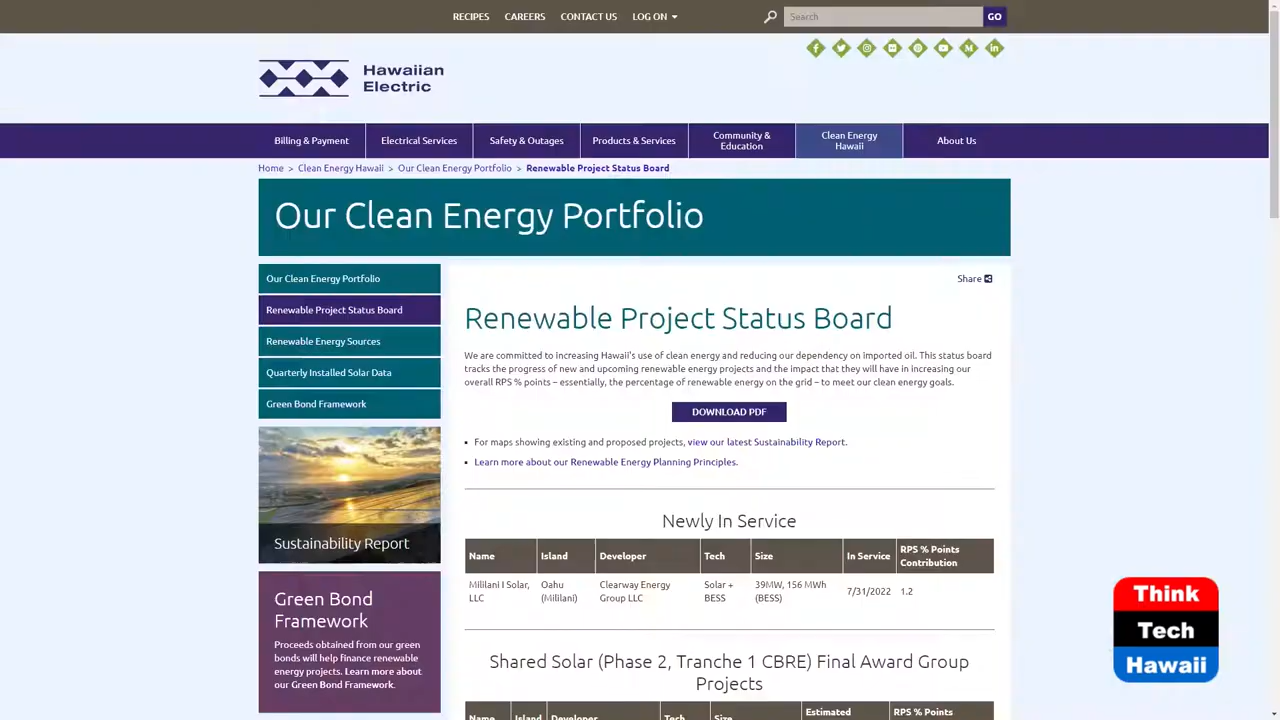 RECIPES CAREERS CONTACT US LOG ON Search GO
Hawaiian
Electric
Billing & Payment Electrical Services Safety & Outages Products & Services Community & Education Clean Energy Hawaii About Us
Home > Clean Energy Hawaii > Our Clean Energy Portfolio > Renewable Project Status Board
Our Clean Energy Portfolio
Our Clean Energy Portfolio
Renewable Project Status Board
Renewable Energy Sources
Quarterly Installed Solar Data
Green Bond Framework
Sustainability Report
Green Bond
Framework
Proceeds obtained from our green
bonds will help finance renewable
energy projects. Learn more about
our Green Bond Framework.
Share
Renewable Project Status Board
We are committed to increasing Hawaii's use of clean energy and reducing our dependency on imported oil. This status board
tracks the progress of new and upcoming renewable energy projects and the impact that they will have in increasing our
overall RPS % points – essentially, the percentage of renewable energy on the grid – to meet our clean energy goals.
DOWNLOAD PDF
For maps showing existing and proposed projects, view our latest Sustainability Report.
Learn more about our Renewable Energy Planning Principles.
Newly In Service
Name Island Developer Tech Size In Service RPS % Points Contribution
Mililani I Solar, LLC Oahu (Mililani) Clearway Energy Group LLC Solar + BESS 39MW, 156 MWh (BESS) 7/31/2022 1.2
Shared Solar (Phase 2, Tranche 1 CBRE) Final Award Group
Projects
Name Island Developer Tech Size Estimated RPS % Points
Think
Tech
Hawaii